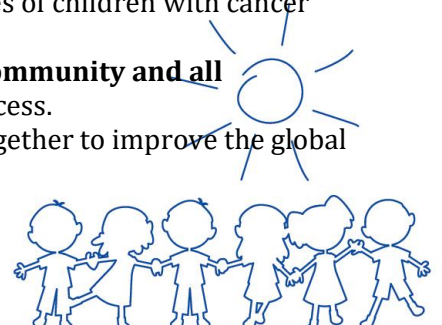 es of children with cancer
ommunity and all
cess.
gether to improve the global